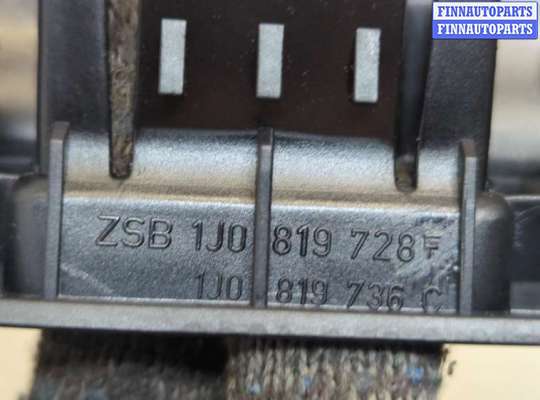 FINNAUTOPARTS
FINNAUTOPARTS
ZSB 1J0 819 728 F
1J0 819 736 C